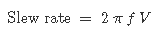 Slew rate = 2 π f V